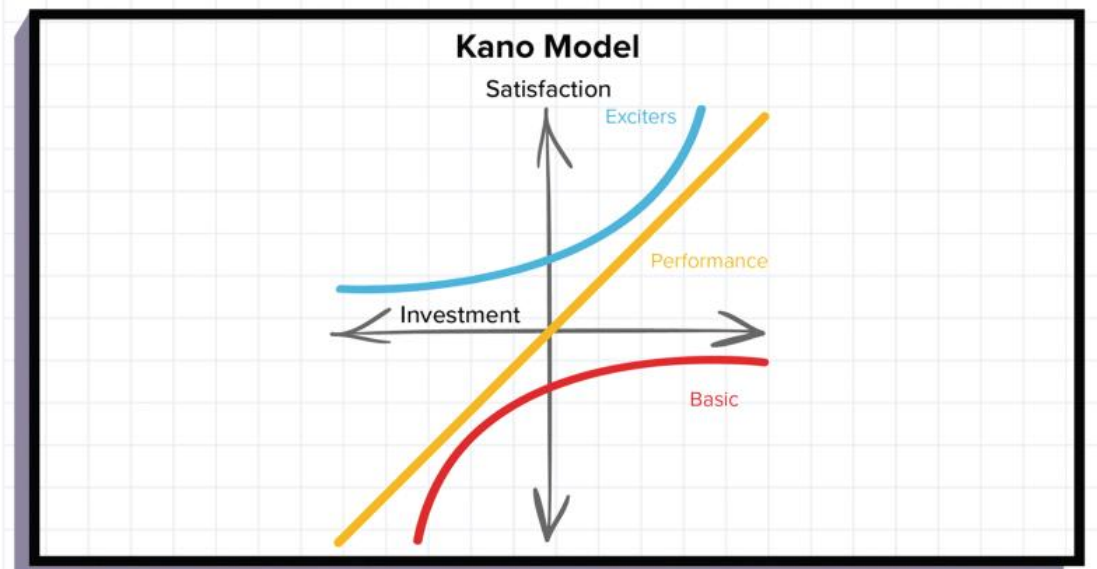 Kano Model
Satisfaction
Exciters
Performance
Investment
Basic